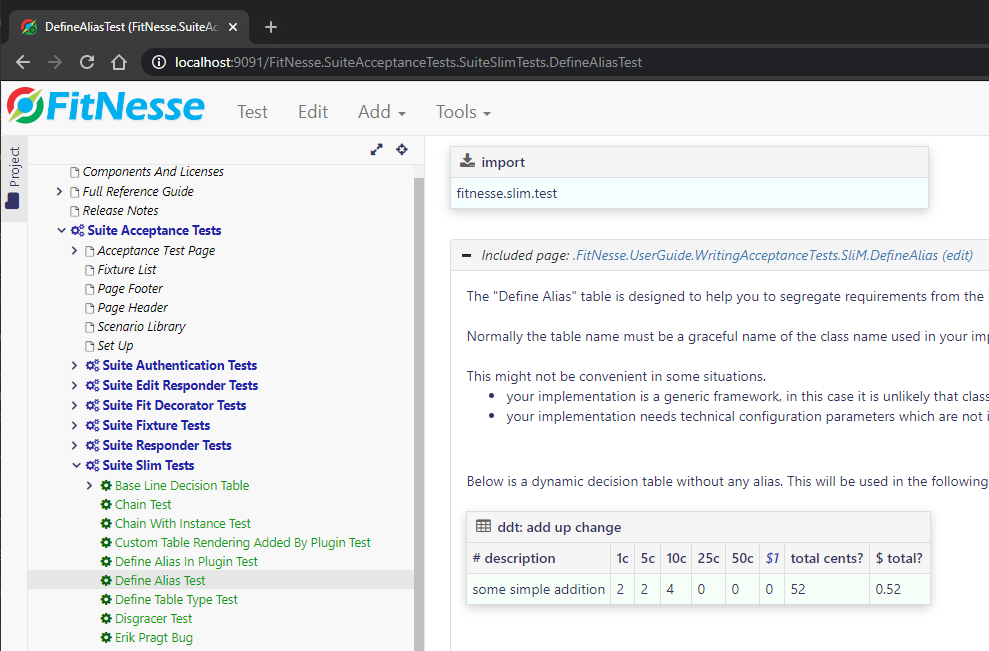 DefineAliasTest (FitNesse.SuiteAc
localhost:9091/FitNesse.SuiteAcceptanceTests.SuiteSlimTests.DefineAliasTest
FitNesse Test Edit Add Tools
Project
Components And Licenses
Full Reference Guide
Release Notes
Suite Acceptance Tests
Acceptance Test Page
Fixture List
Page Footer
Page Header
Scenario Library
Set Up
Suite Authentication Tests
Suite Edit Responder Tests
Suite Fit Decorator Tests
Suite Fixture Tests
Suite Responder Tests
Suite Slim Tests
Base Line Decision Table
Chain Test
Chain With Instance Test
Custom Table Rendering Added By Plugin Test
Define Alias In Plugin Test
Define Alias Test
Define Table Type Test
Disgracer Test
Erik Pragt Bug
import
fitnesse.slim.test
Included page: .FitNesse.UserGuide.WritingAcceptanceTests.SliM.DefineAlias (edit)
The "Define Alias" table is designed to help you to segregate requirements from the
Normally the table name must be a graceful name of the class name used in your imp
This might not be convenient in some situations.
• your implementation is a generic framework, in this case it is unlikely that class
• your implementation needs technical configuration parameters which are not i
Below is a dynamic decision table without any alias. This will be used in the following
ddt: add up change
# description 1c 5c 10c 25c 50c $1 total cents? $ total?
some simple addition 2 2 4 0 0 0 52 0.52